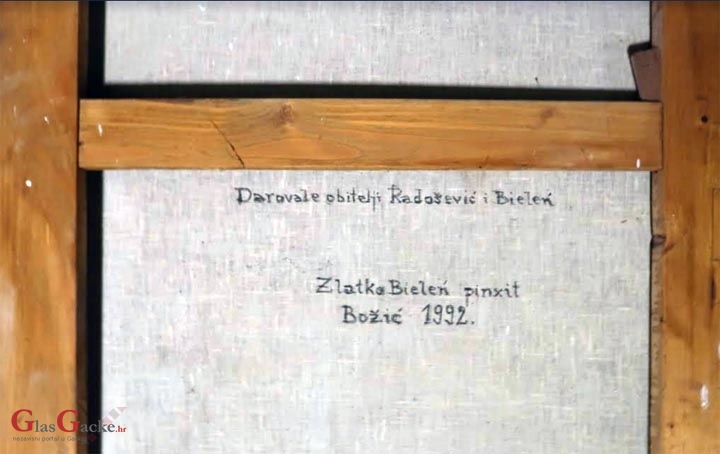 Darovale obitelji Radošević i Bieleń
Zlatko Bieleń pinxit
Božić 1992.
GlasGacke.hr